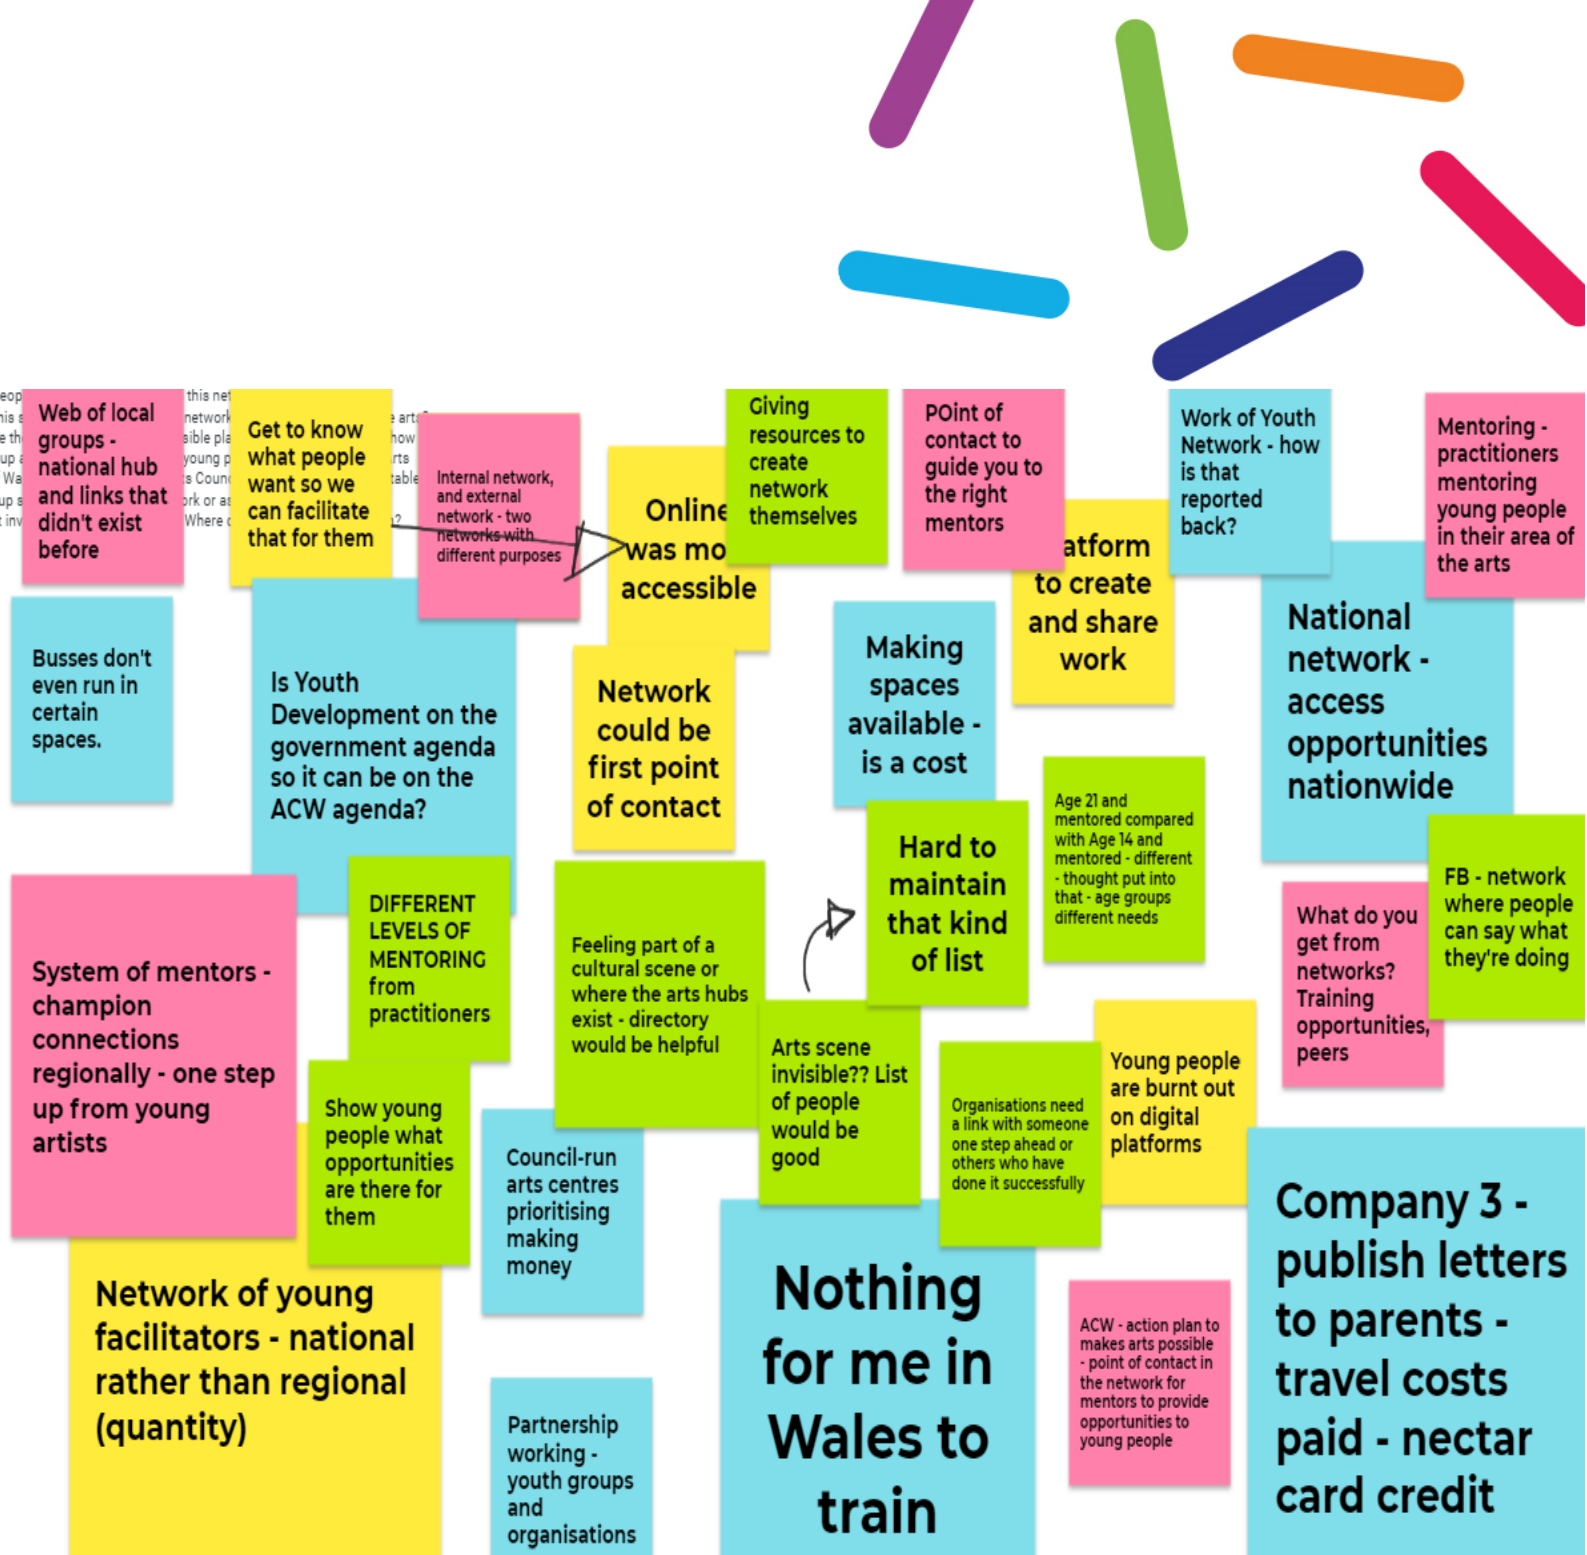 this net
network
arts?
how
young p
arts
table
Where
Web of local
groups -
national hub
and links that
didn't exist
before
Get to know
what people
want so we
can facilitate
that for them
Internal network,
and external
network - two
networks with
different purposes
Online
was mo
accessible
Giving
resources to
create
network
themselves
POint of
contact to
guide you to
the right
mentors
atform
to create
and share
work
Work of Youth
Network - how
is that
reported
back?
Mentoring -
practitioners
mentoring
young people
in their area of
the arts
Busses don't
even run in
certain
spaces.
Is Youth
Development on the
government agenda
so it can be on the
ACW agenda?
Network
could be
first point
of contact
Making
spaces
available -
is a cost
National
network -
access
opportunities
nationwide
Hard to
maintain
that kind
of list
Age 21 and
mentored compared
with Age 14 and
mentored - different
- thought put into
that - age groups
different needs
FB - network
where people
can say what
they're doing
What do you
get from
networks?
Training
opportunities,
peers
System of mentors -
champion
connections
regionally - one step
up from young
artists
DIFFERENT
LEVELS OF
MENTORING
from
practitioners
Feeling part of a
cultural scene or
where the arts hubs
exist - directory
would be helpful
Arts scene
invisible?? List
of people
would be
good
Organisations need
a link with someone
one step ahead or
others who have
done it successfully
Young people
are burnt out
on digital
platforms
Show young
people what
opportunities
are there for
them
Council-run
arts centres
prioritising
making
money
Network of young
facilitators - national
rather than regional
(quantity)
Partnership
working -
youth groups
and
organisations
Nothing
for me in
Wales to
train
ACW - action plan to
makes arts possible
- point of contact in
the network for
mentors to provide
opportunities to
young people
Company 3 -
publish letters
to parents -
travel costs
paid - nectar
card credit